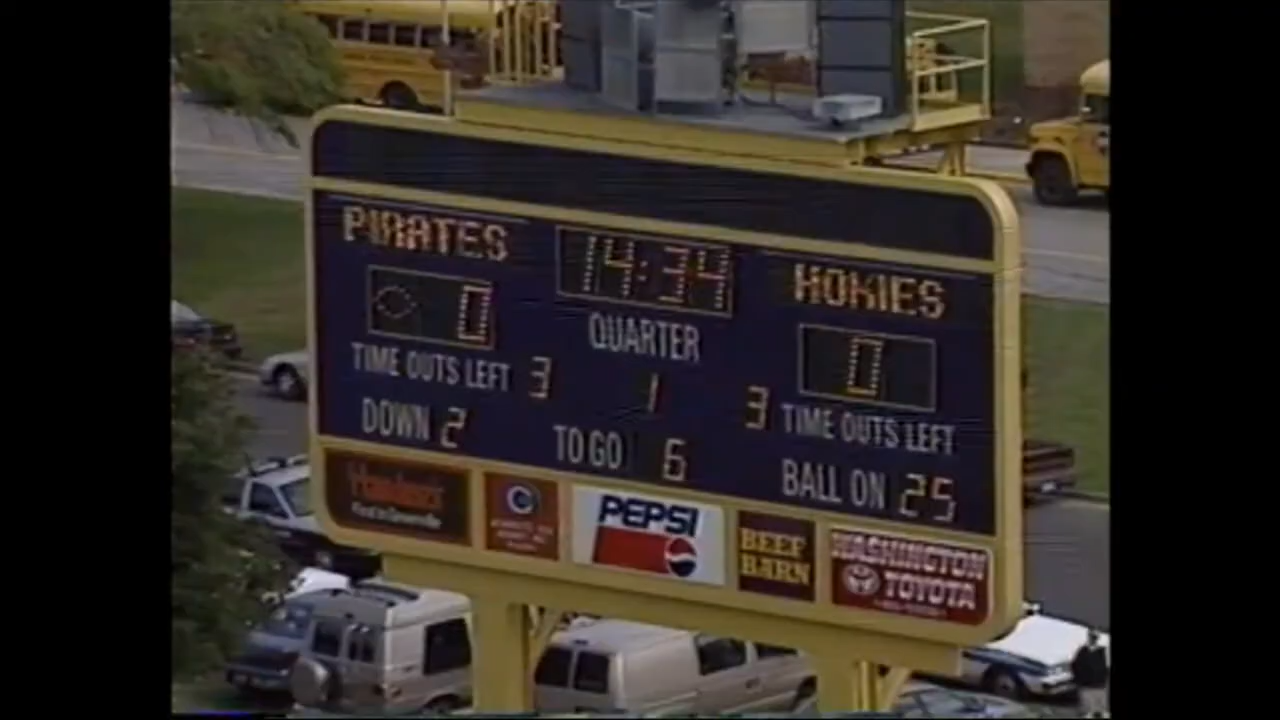 PIRATES
14:34
HOKIES
0
QUARTER
0
TIME OUTS LEFT 3
1
3 TIME OUTS LEFT
DOWN 2
TO GO 6
BALL ON 25
Hardee's
PEPSI
BEEF
BARN
WASHINGTON
TOYOTA